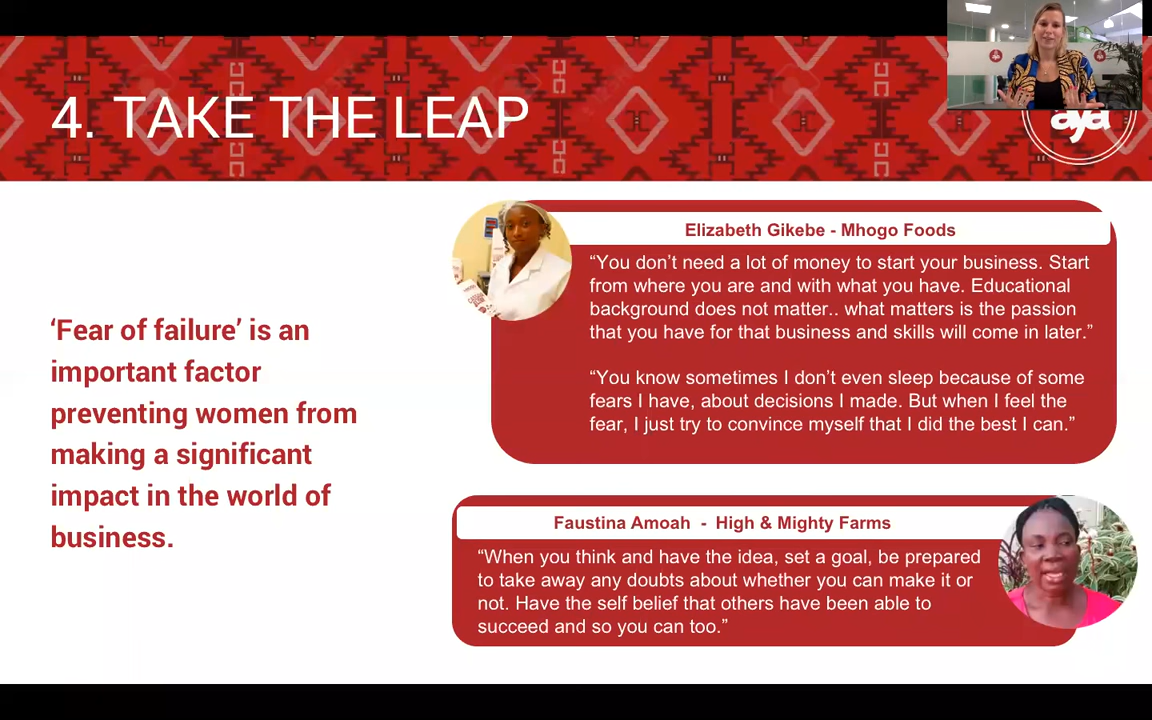 4. TAKE THE LEAP
aya
‘Fear of failure’ is an
important factor
preventing women from
making a significant
impact in the world of
business.
Elizabeth Gikebe - Mhogo Foods
“You don’t need a lot of money to start your business. Start
from where you are and with what you have. Educational
background does not matter.. what matters is the passion
that you have for that business and skills will come in later.”
“You know sometimes I don’t even sleep because of some
fears I have, about decisions I made. But when I feel the
fear, I just try to convince myself that I did the best I can.”
Faustina Amoah - High & Mighty Farms
“When you think and have the idea, set a goal, be prepared
to take away any doubts about whether you can make it or
not. Have the self belief that others have been able to
succeed and so you can too.”